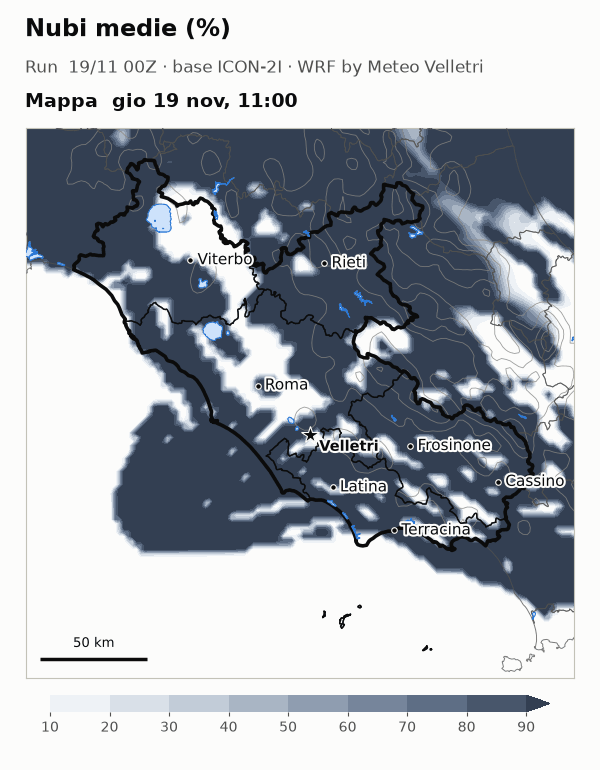 Nubi medie (%)
Run  19/11 00Z · base ICON-2I · WRF by Meteo Velletri
Mappa  gio 19 nov, 11:00
Viterbo
Rieti
Roma
Velletri
Frosinone
Latina
Cassino
Terracina
50 km
10 20 30 40 50 60 70 80 90